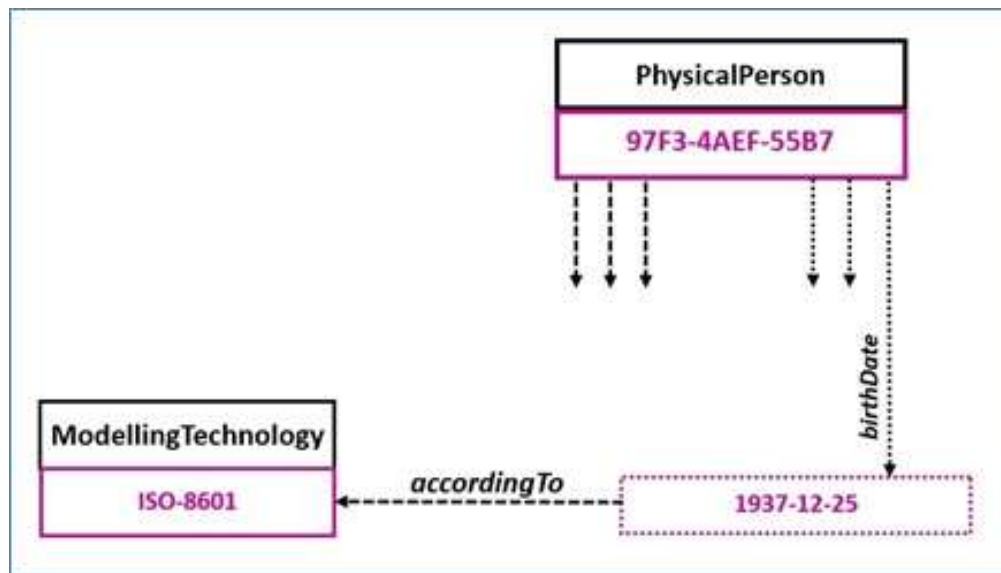 PhysicalPerson
97F3-4AEF-55B7
birthDate
ModellingTechnology
ISO-8601
accordingTo
1937-12-25